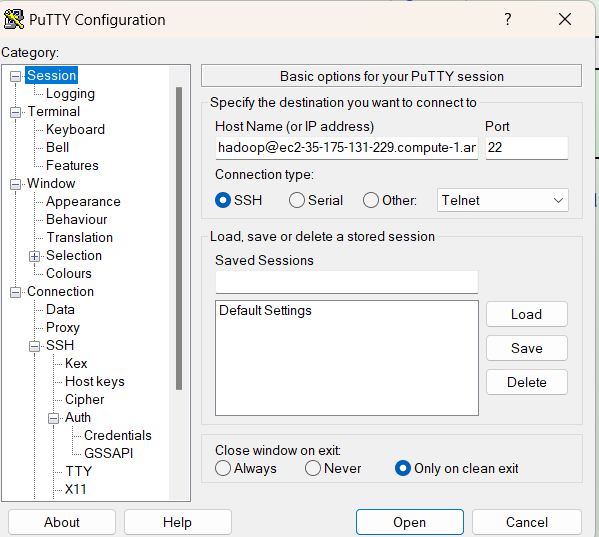 PuTTY Configuration
?
Category:
Session
Logging
Terminal
Keyboard
Bell
Features
Window
Appearance
Behaviour
Translation
Selection
Colours
Connection
Data
Proxy
SSH
Kex
Host keys
Cipher
Auth
Credentials
GSSAPI
TTY
X11
Basic options for your PuTTY session
Specify the destination you want to connect to
Host Name (or IP address) Port
hadoop@ec2-35-175-131-229.compute-1.am 22
Connection type:
SSH Serial Other: Telnet
Load, save or delete a stored session
Saved Sessions
Default Settings
Load
Save
Delete
Close window on exit:
Always Never Only on clean exit
About Help Open Cancel